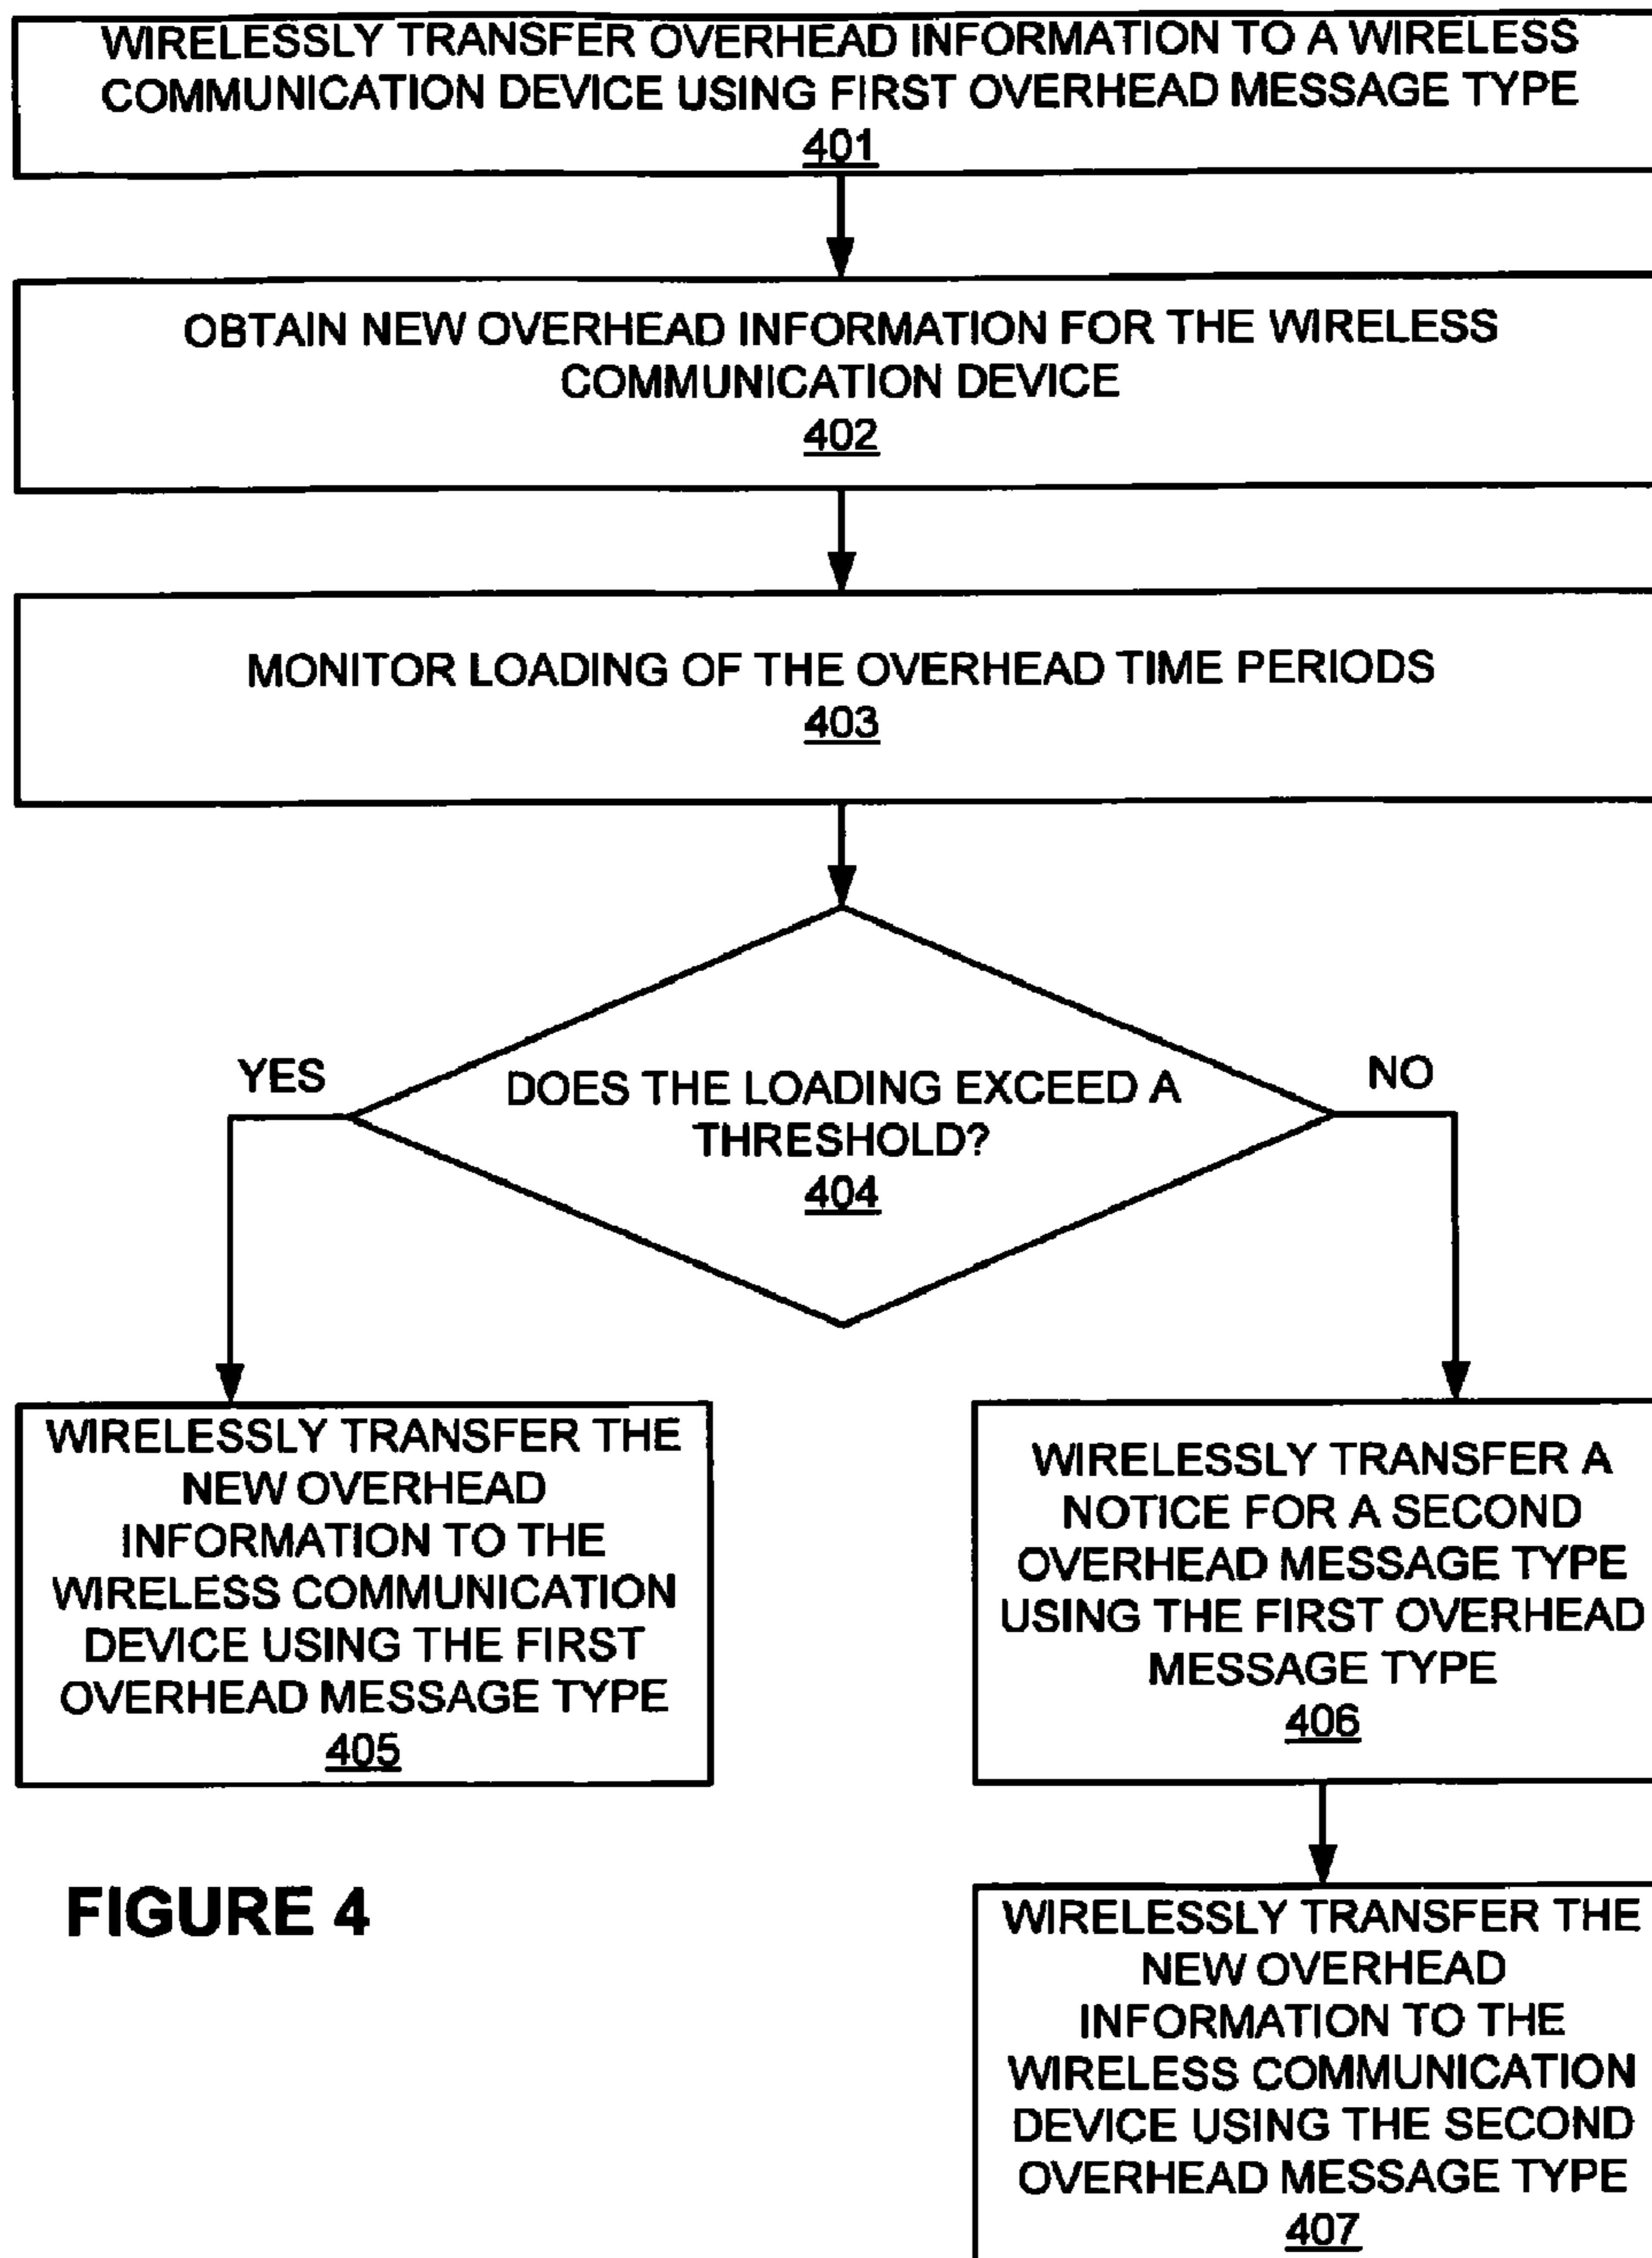 WIRELESSLY TRANSFER OVERHEAD INFORMATION TO A WIRELESS
COMMUNICATION DEVICE USING FIRST OVERHEAD MESSAGE TYPE
401
OBTAIN NEW OVERHEAD INFORMATION FOR THE WIRELESS
COMMUNICATION DEVICE
402
MONITOR LOADING OF THE OVERHEAD TIME PERIODS
403
DOES THE LOADING EXCEED A
THRESHOLD?
404
YES
NO
WIRELESSLY TRANSFER THE
NEW OVERHEAD
INFORMATION TO THE
WIRELESS COMMUNICATION
DEVICE USING THE FIRST
OVERHEAD MESSAGE TYPE
405
WIRELESSLY TRANSFER A
NOTICE FOR A SECOND
OVERHEAD MESSAGE TYPE
USING THE FIRST OVERHEAD
MESSAGE TYPE
406
WIRELESSLY TRANSFER THE
NEW OVERHEAD
INFORMATION TO THE
WIRELESS COMMUNICATION
DEVICE USING THE SECOND
OVERHEAD MESSAGE TYPE
407
FIGURE 4